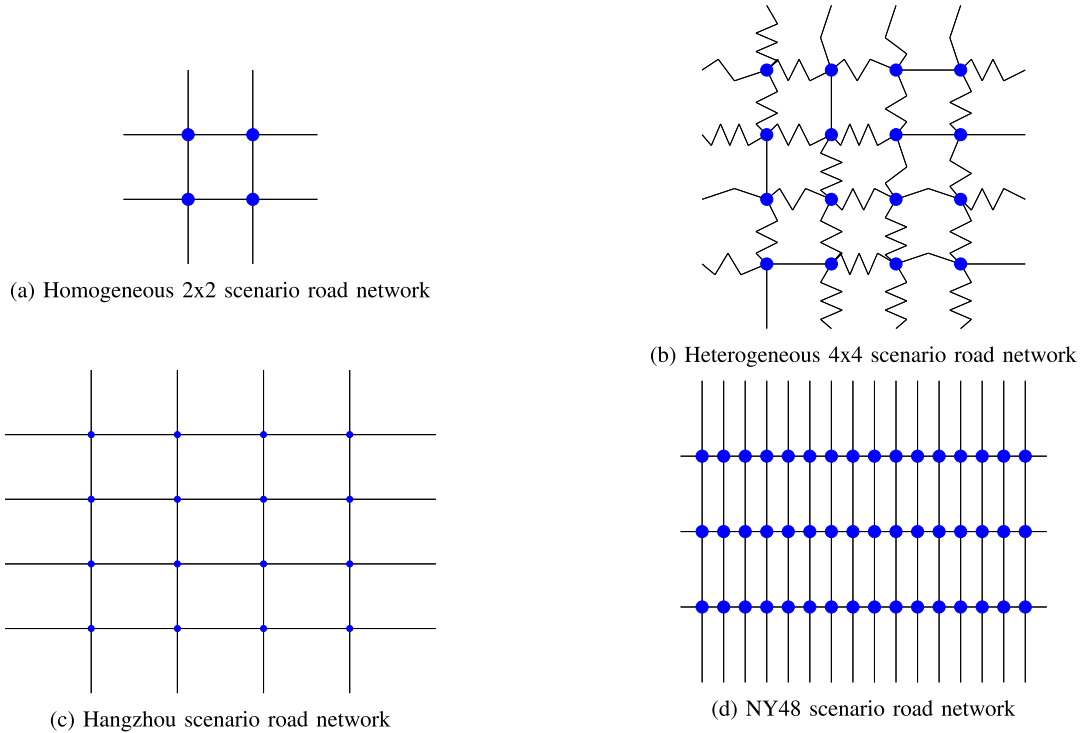 (a) Homogeneous 2x2 scenario road network
(b) Heterogeneous 4x4 scenario road network
(c) Hangzhou scenario road network
(d) NY48 scenario road network